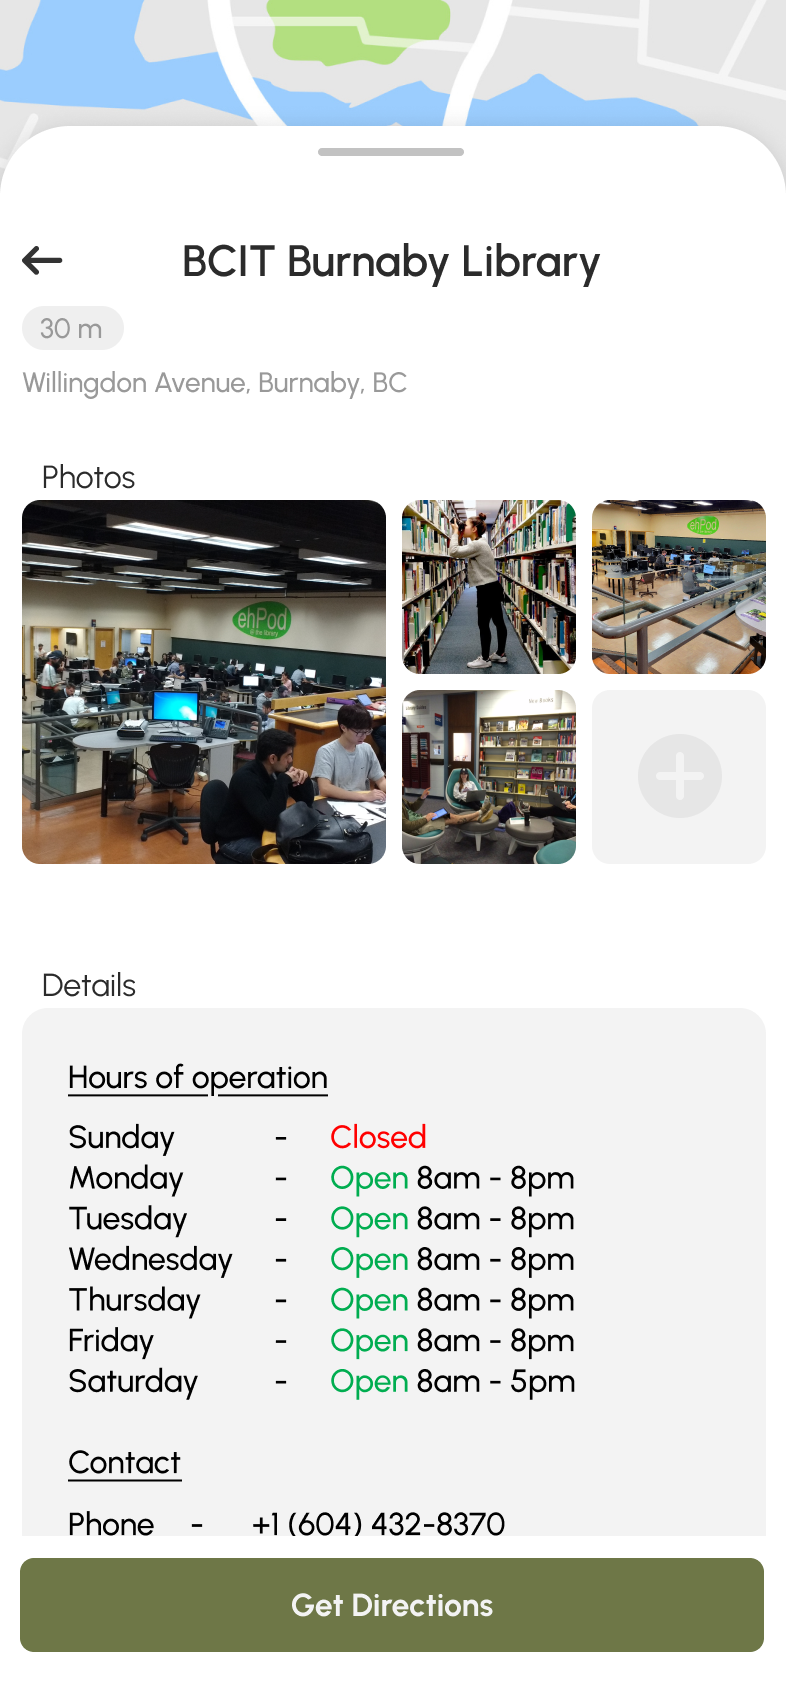 BCIT Burnaby Library
30 m
Willingdon Avenue, Burnaby, BC
Photos
ehPod
@ the library
ehPod
Details
Hours of operation
Sunday - Closed
Monday - Open 8am - 8pm
Tuesday - Open 8am - 8pm
Wednesday - Open 8am - 8pm
Thursday - Open 8am - 8pm
Friday - Open 8am - 8pm
Saturday - Open 8am - 5pm
Contact
Phone - +1 (604) 432-8370
Get Directions